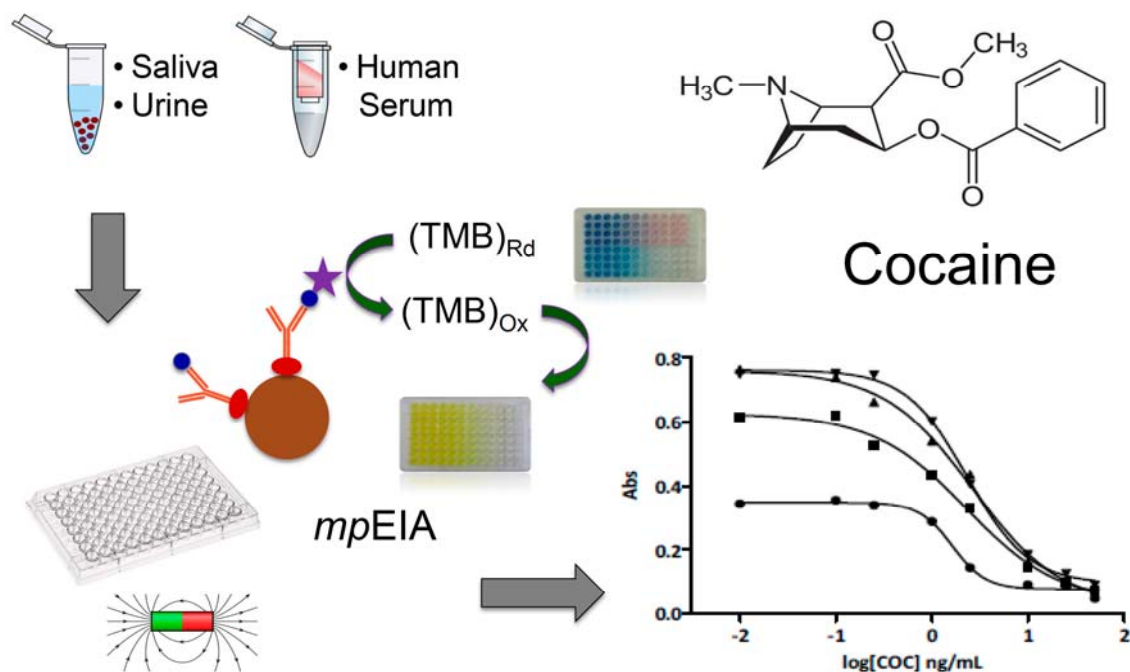 • Saliva
• Urine
• Human
Serum
CH₃
O
O
H₃C
N
O
O
Cocaine
(TMB)Rd
(TMB)Ox
mpEIA
0.8
0.6
0.4
0.2
0.0
Abs
-2
-1
0
1
2
log[COC] ng/mL